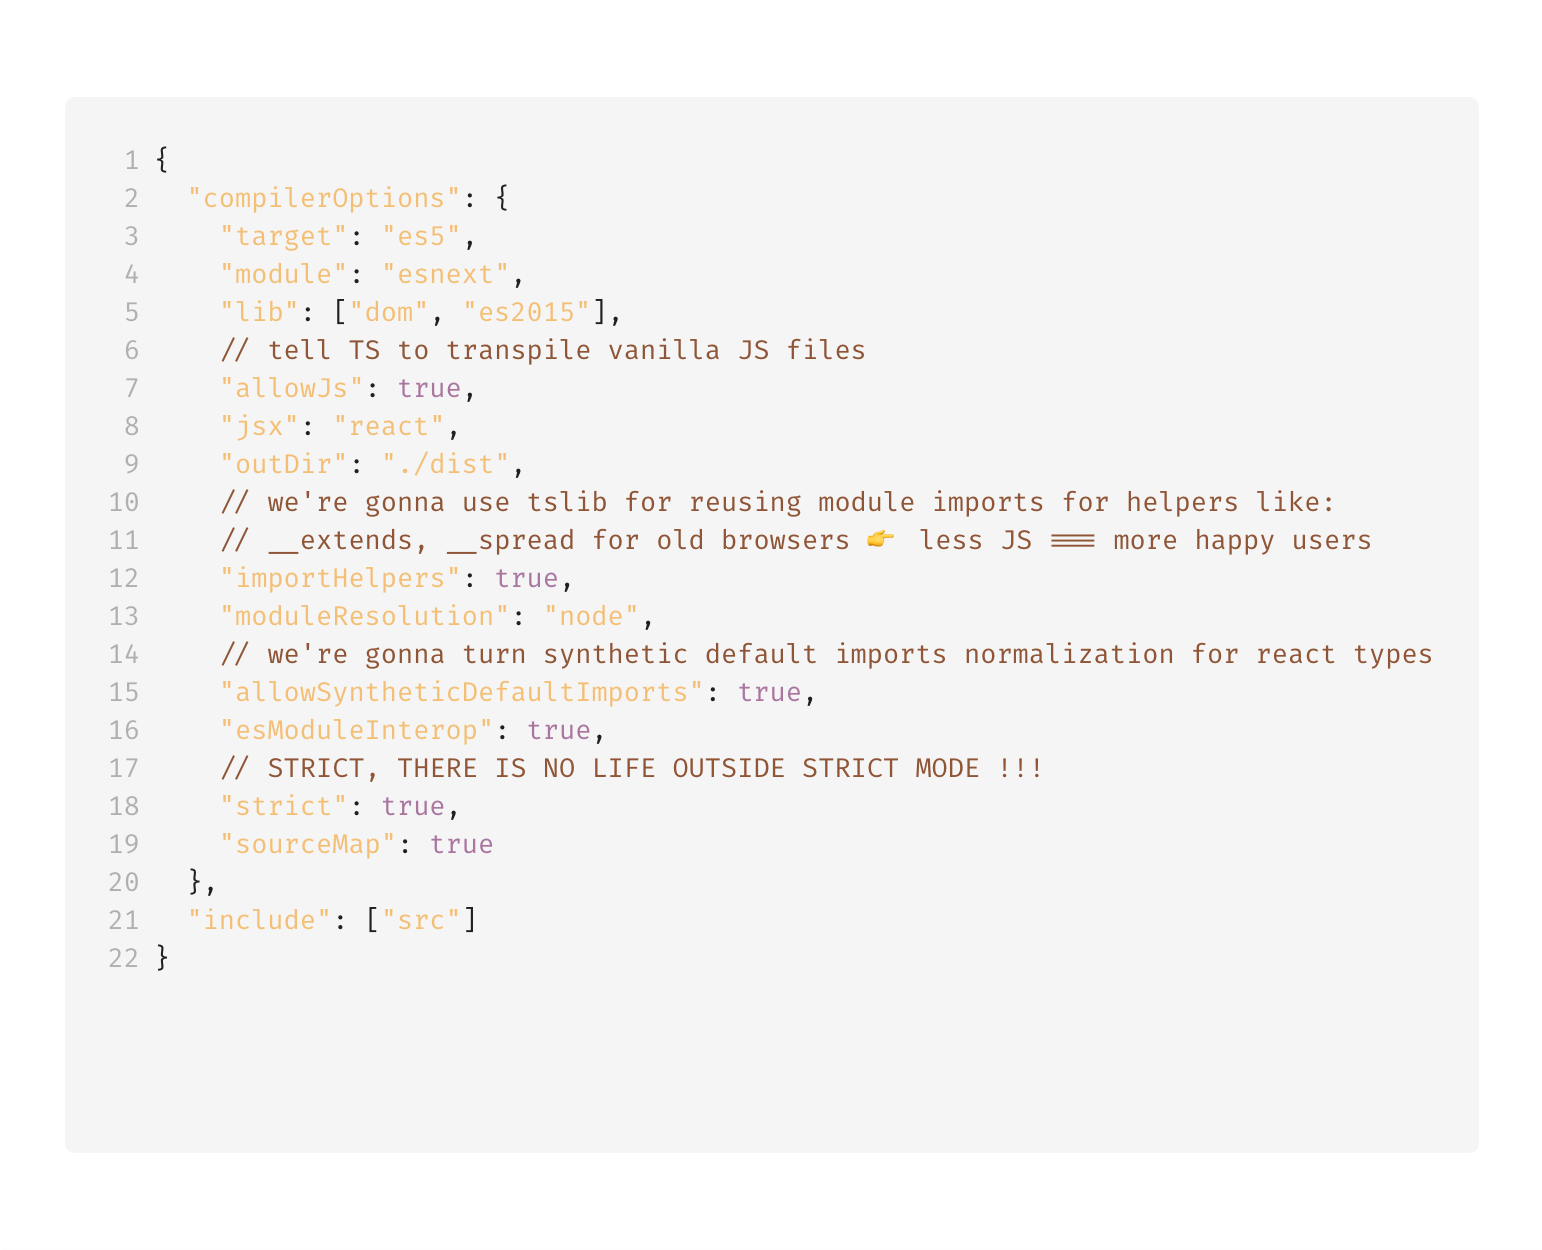 1 {
2   "compilerOptions": {
3     "target": "es5",
4     "module": "esnext",
5     "lib": ["dom", "es2015"],
6     // tell TS to transpile vanilla JS files
7     "allowJs": true,
8     "jsx": "react",
9     "outDir": "./dist",
10     // we're gonna use tslib for reusing module imports for helpers like:
11     // __extends, __spread for old browsers 👉 less JS === more happy users
12     "importHelpers": true,
13     "moduleResolution": "node",
14     // we're gonna turn synthetic default imports normalization for react types
15     "allowSyntheticDefaultImports": true,
16     "esModuleInterop": true,
17     // STRICT, THERE IS NO LIFE OUTSIDE STRICT MODE !!!
18     "strict": true,
19     "sourceMap": true
20   },
21   "include": ["src"]
22 }